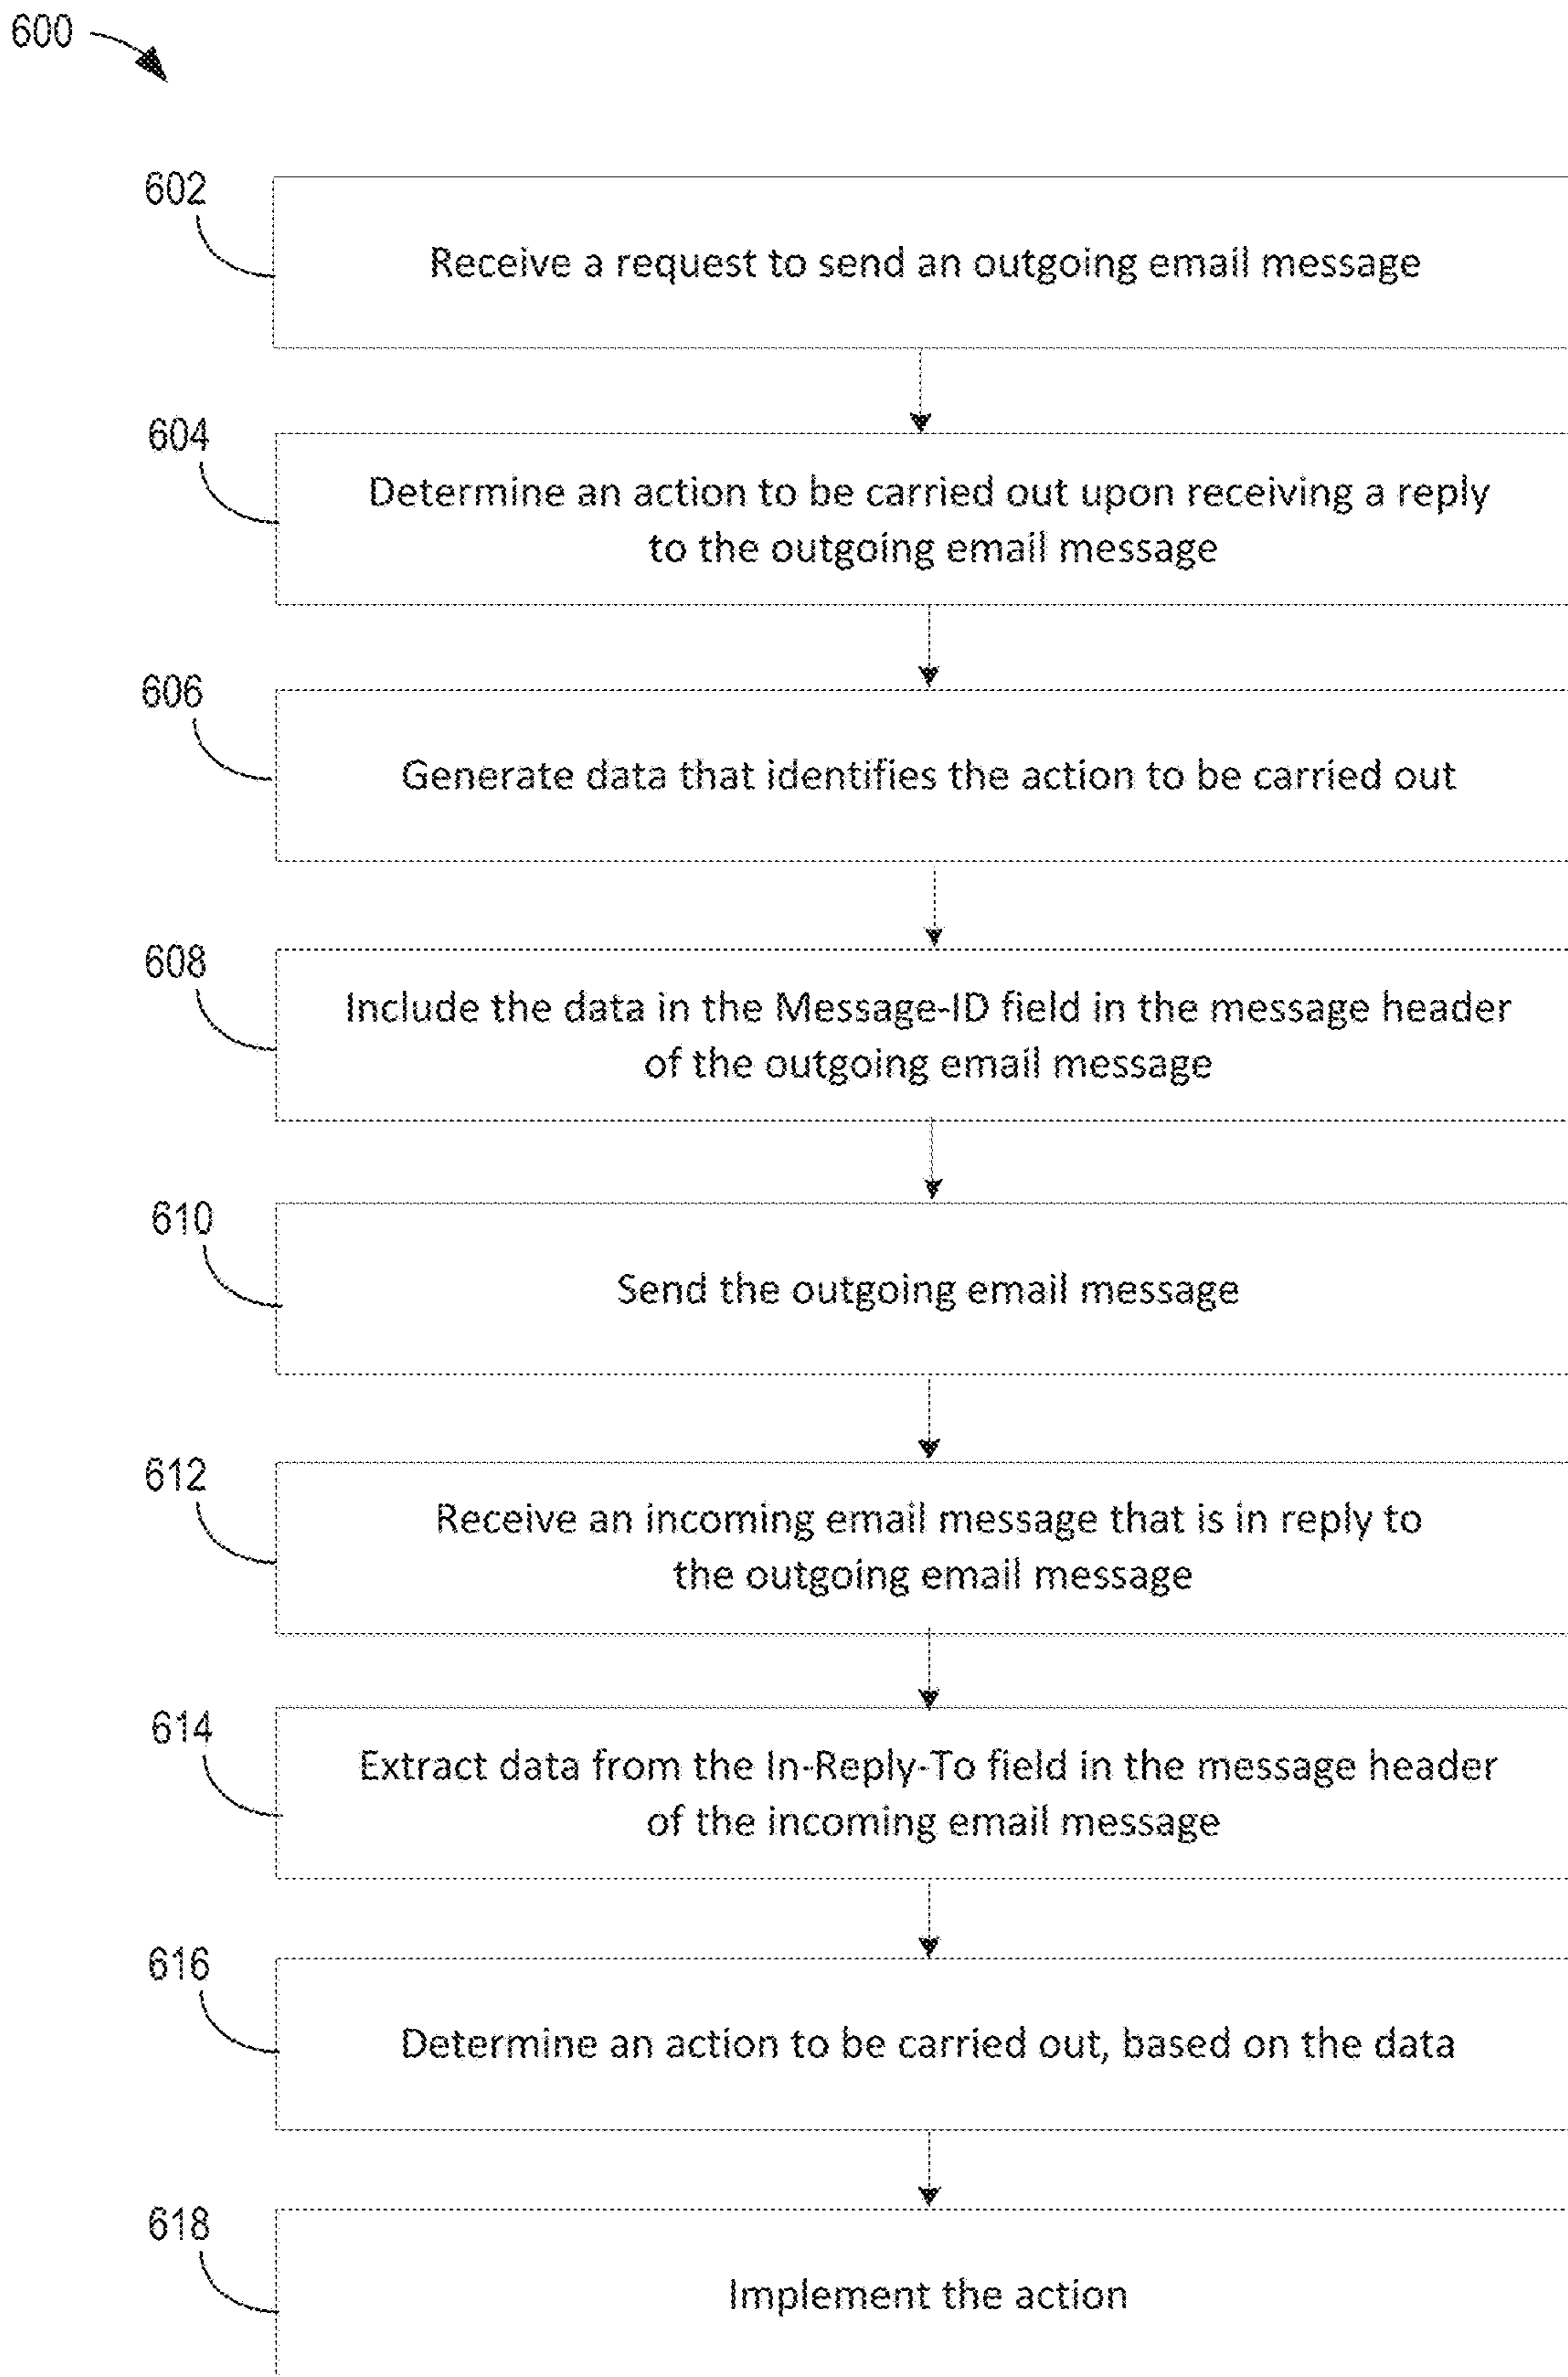 600
602
Receive a request to send an outgoing email message
604
Determine an action to be carried out upon receiving a reply
to the outgoing email message
606
Generate data that identifies the action to be carried out
608
Include the data in the Message-ID field in the message header
of the outgoing email message
610
Send the outgoing email message
612
Receive an incoming email message that is in reply to
the outgoing email message
614
Extract data from the In-Reply-To field in the message header
of the incoming email message
616
Determine an action to be carried out, based on the data
618
Implement the action